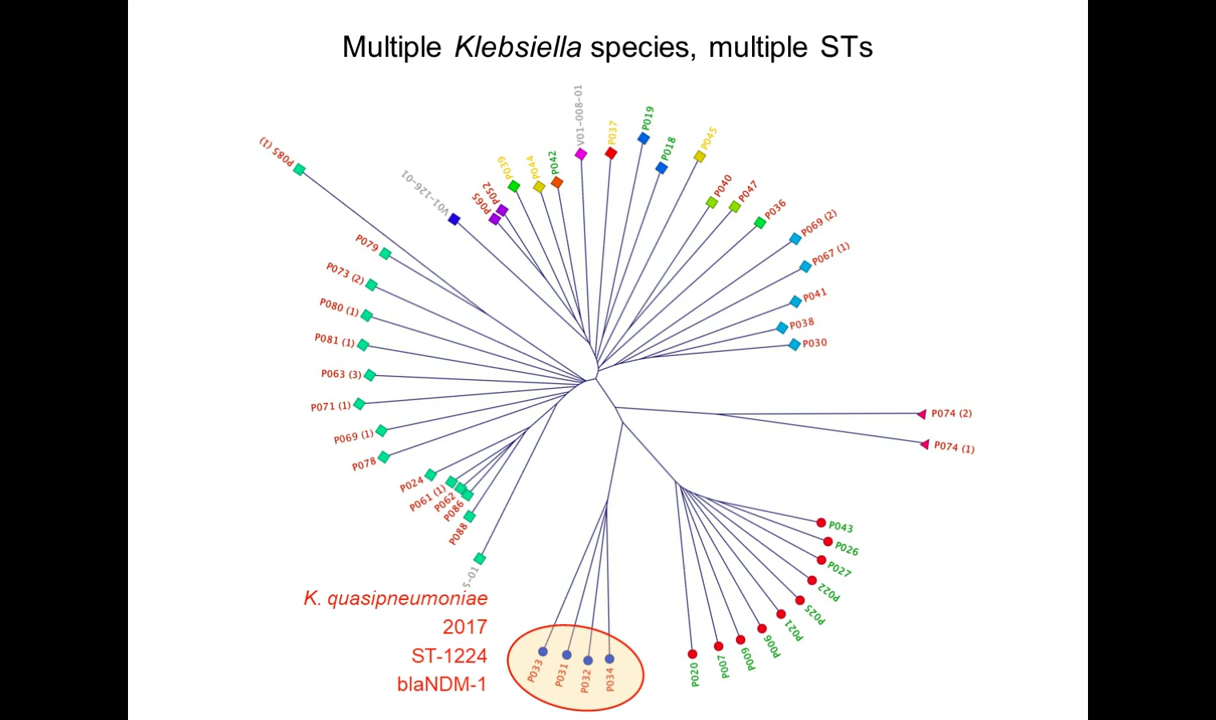 Multiple Klebsiella species, multiple STs
V01-008-01
P037
P019
P018
P045
P039
P044
P042
P052
P065
V01-126-01
P085 (1)
P040
P047
P036
P069 (2)
P067 (1)
P041
P038
P030
P079
P073 (2)
P080 (1)
P081 (1)
P063 (3)
P071 (1)
P069 (1)
P078
P024
P061 (1)
P062
P086
P088
5-01
P074 (2)
P074 (1)
P043
P026
P027
P022
P025
P021
P006
P009
P007
P020
K. quasipneumoniae
2017
ST-1224
blaNDM-1
P033
P031
P032
P034